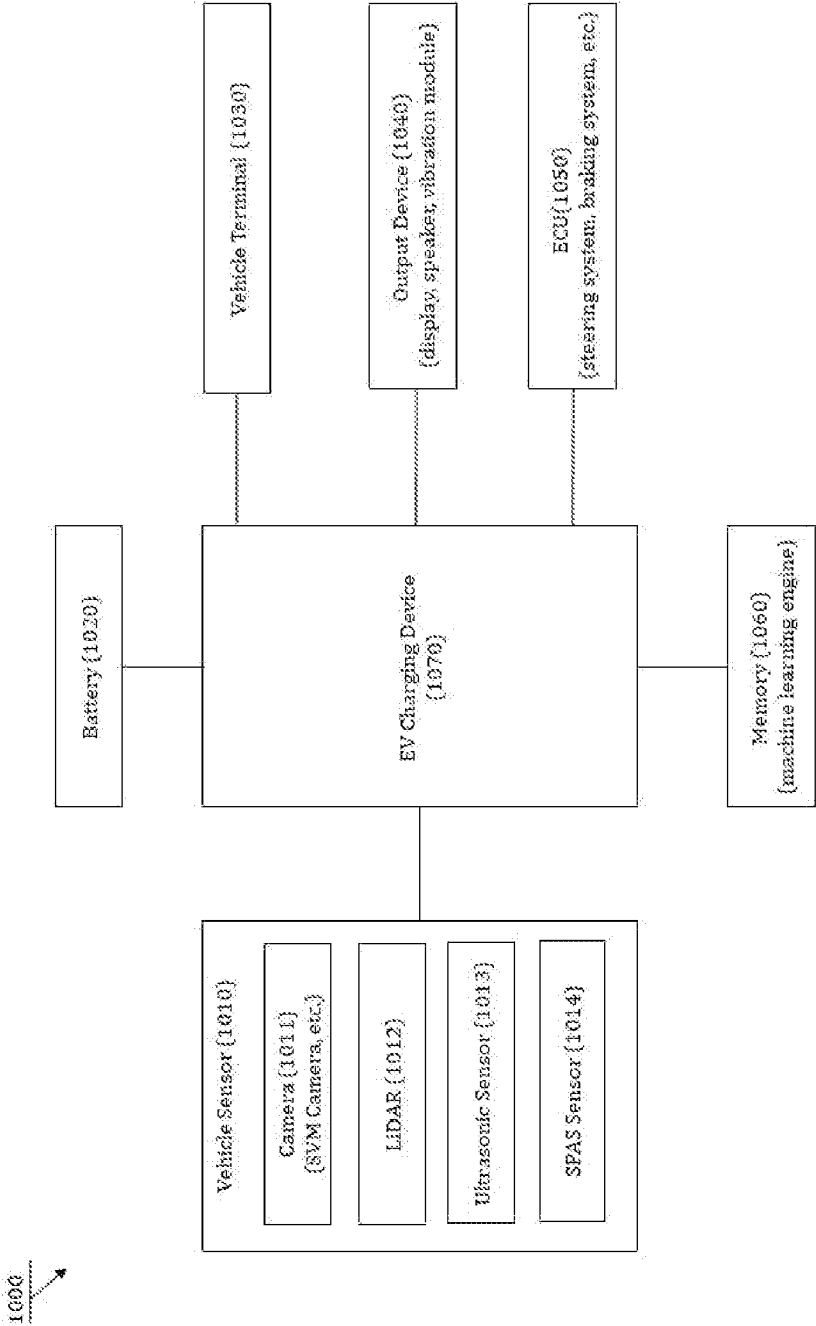 1000
Vehicle Sensor {1010}
Camera {1011}
{SVM Camera, etc.}
LiDAR {1012}
Ultrasonic Sensor {1013}
SPAS Sensor {1014}
Battery {1020}
EV Charging Device
{1070}
Memory {1060}
{machine learning engine}
Vehicle Terminal {1030}
Output Device {1040}
{display, speaker, vibration module}
ECU{1050}
{steering system, braking system, etc.}